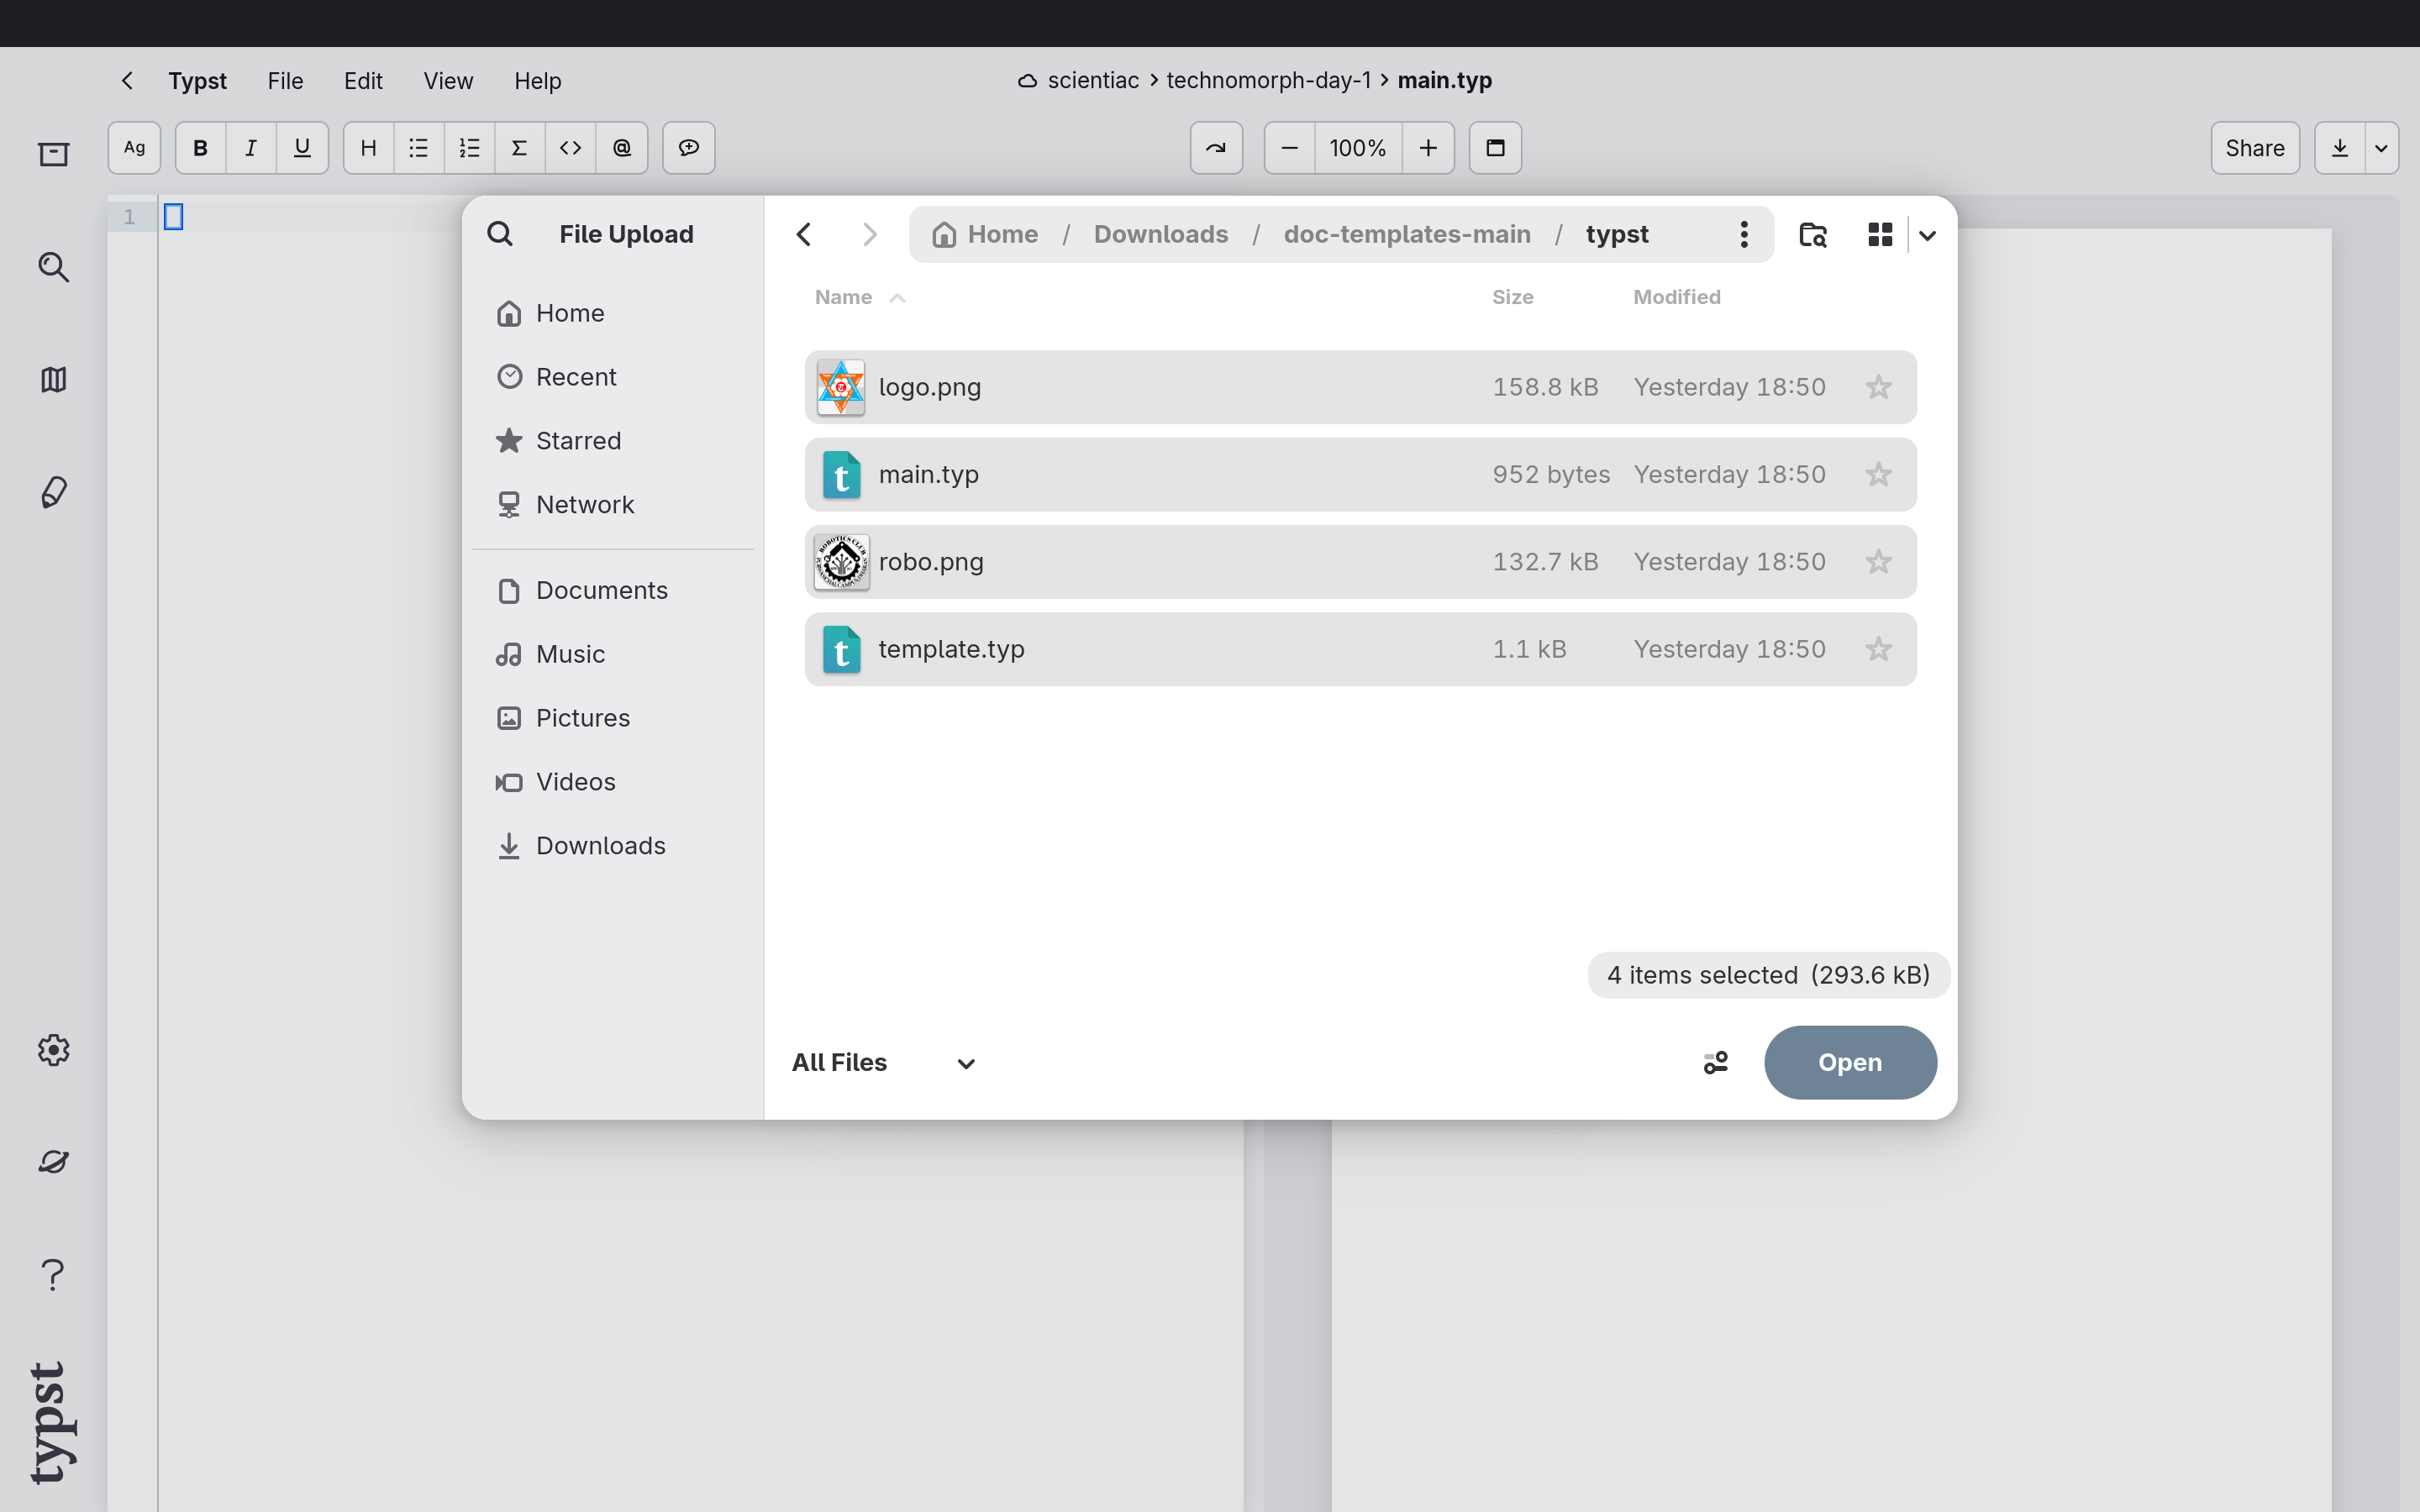 Typst File Edit View Help
scientiac > technomorph-day-1 > main.typ
Ag B I U H Σ <> @ 100% Share
1
File Upload
Home / Downloads / doc-templates-main / typst
Name Size Modified
Home
Recent
Starred
Network
Documents
Music
Pictures
Videos
Downloads
logo.png 158.8 kB Yesterday 18:50
main.typ 952 bytes Yesterday 18:50
robo.png 132.7 kB Yesterday 18:50
template.typ 1.1 kB Yesterday 18:50
4 items selected (293.6 kB)
All Files Open
typst